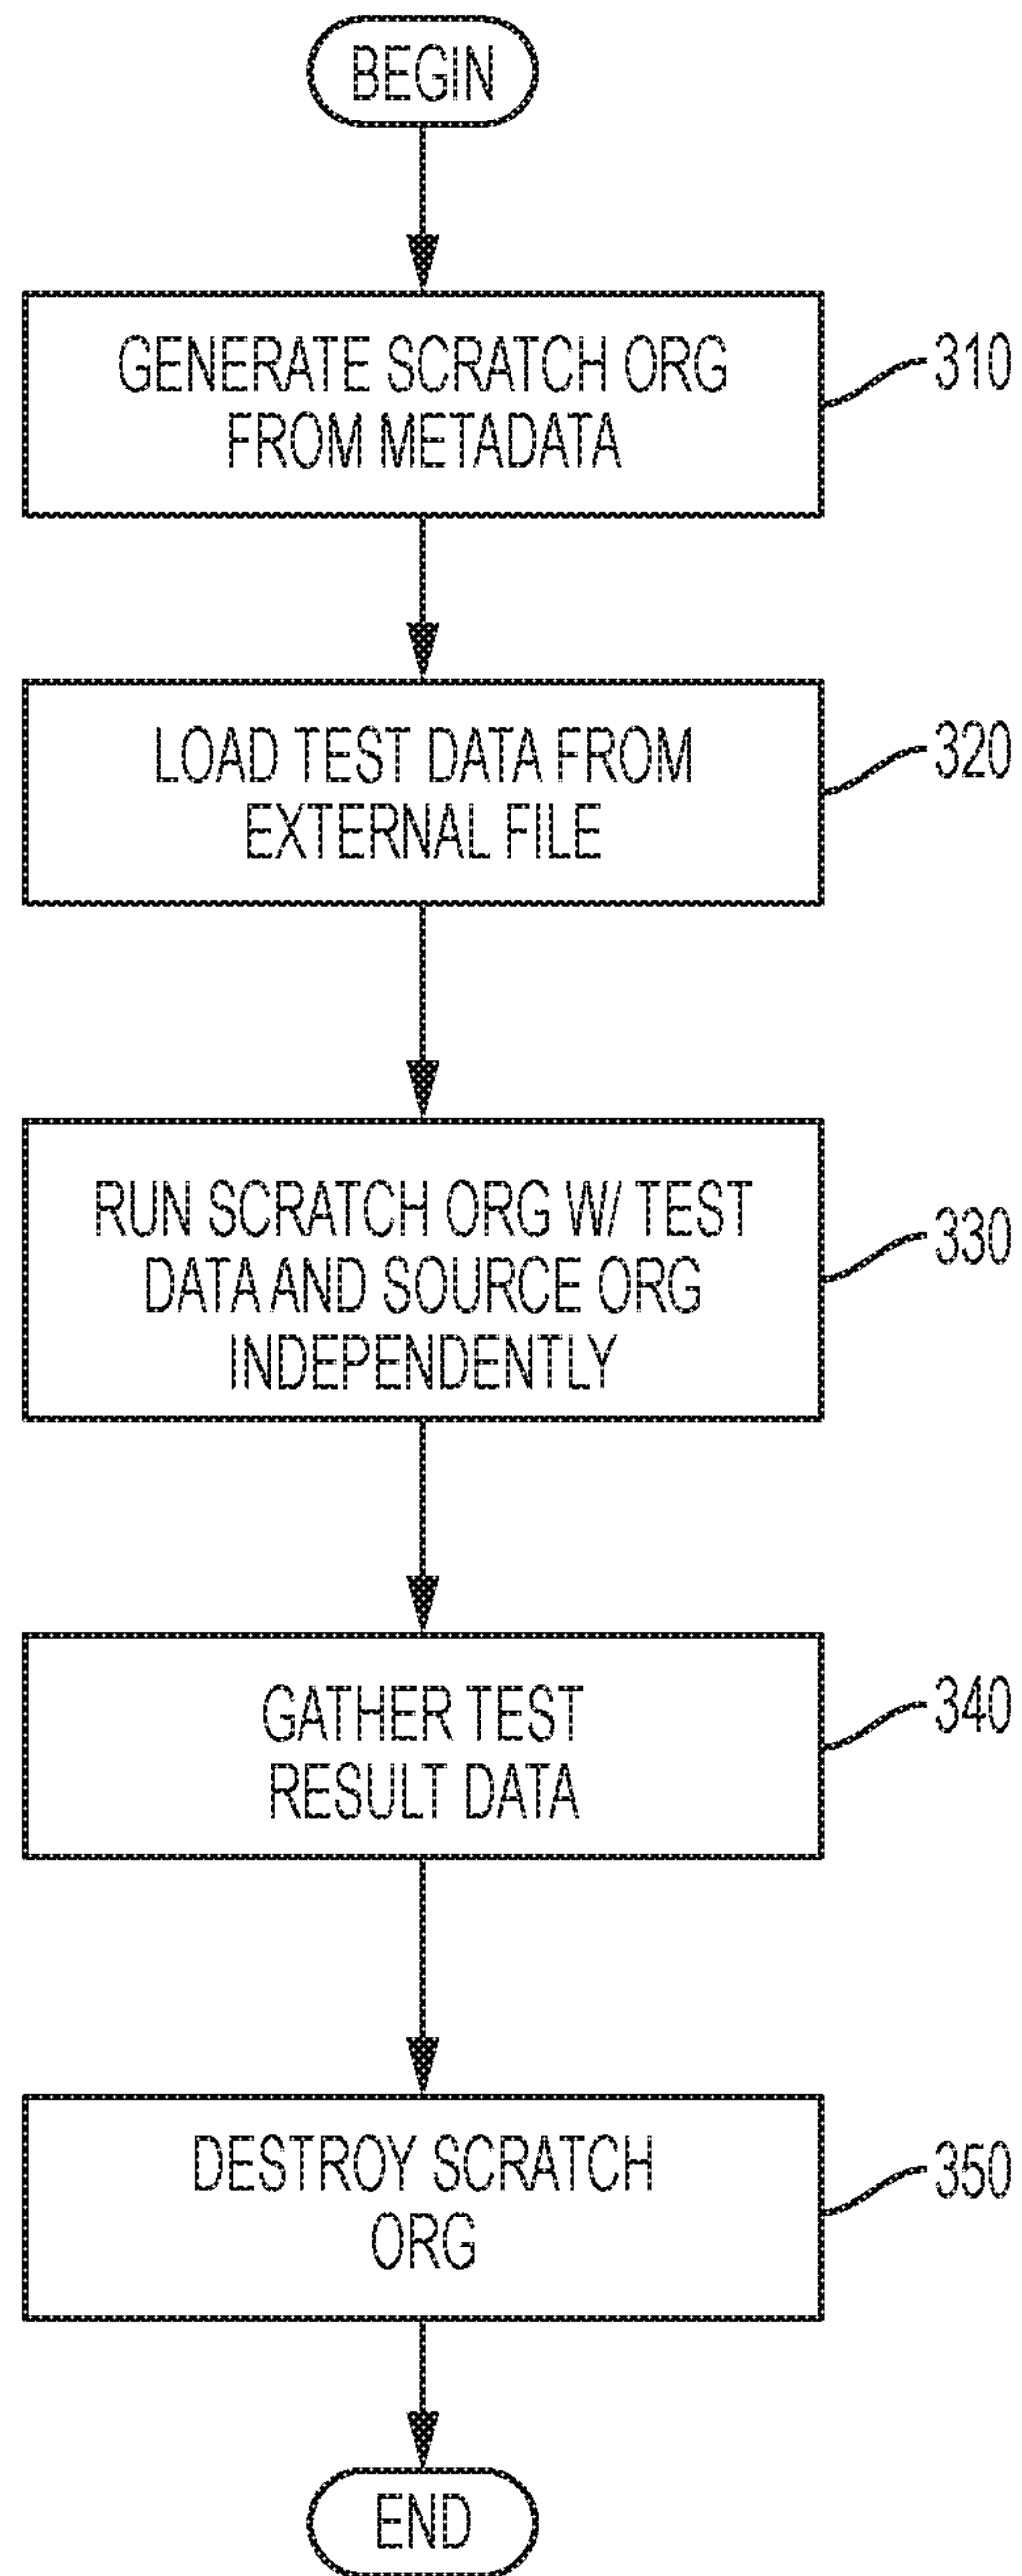 BEGIN
GENERATE SCRATCH ORG
FROM METADATA
310
LOAD TEST DATA FROM
EXTERNAL FILE
320
RUN SCRATCH ORG W/ TEST
DATA AND SOURCE ORG
INDEPENDENTLY
330
GATHER TEST
RESULT DATA
340
DESTROY SCRATCH
ORG
350
END